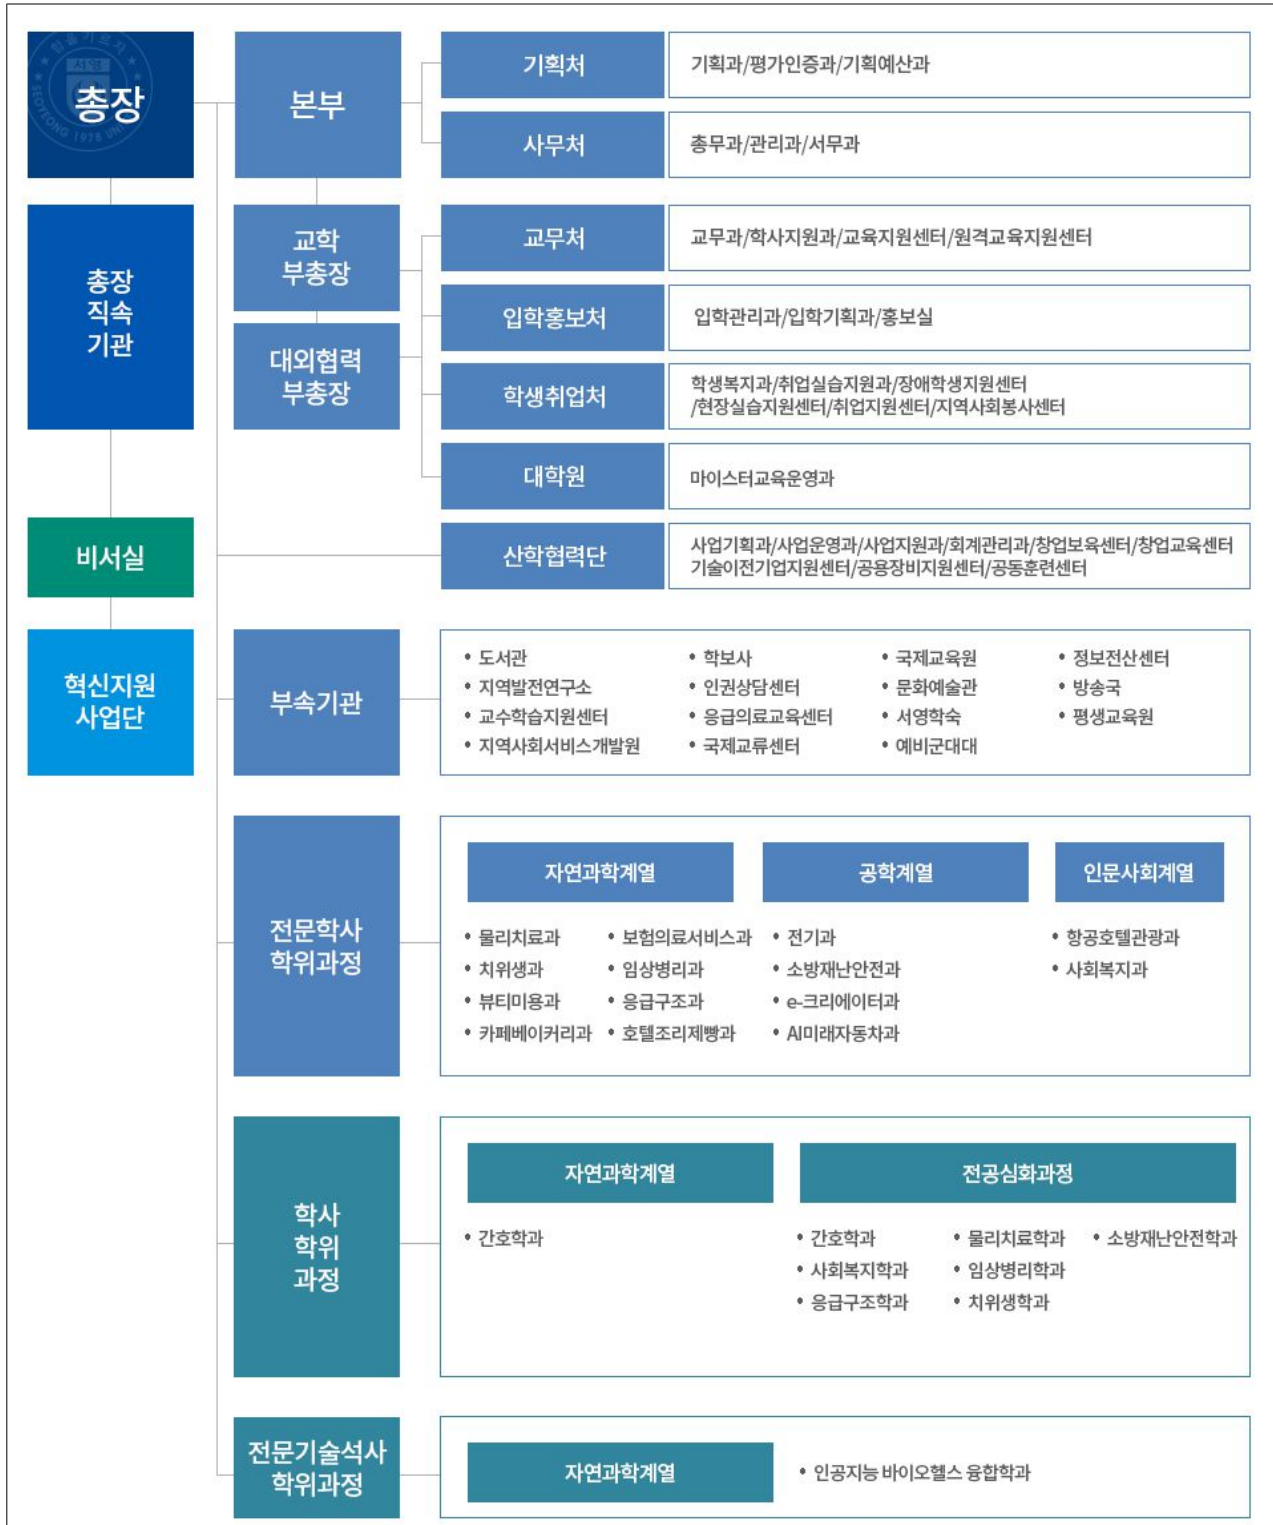 힘을기르자
서영
SEOYEONG 1978 UNI
총장
본부
기획처
기획과/평가인증과/기획예산과
사무처
총무과/관리과/서무과
총장
직속
기관
교학
부총장
대외협력
부총장
교무처
교무과/학사지원과/교육지원센터/원격교육지원센터
입학홍보처
입학관리과/입학기획과/홍보실
학생취업처
학생복지과/취업실습지원과/장애학생지원센터
/현장실습지원센터/취업지원센터/지역사회봉사센터
대학원
마이스터교육운영과
비서실
산학협력단
사업기획과/사업운영과/사업지원과/회계관리과/창업보육센터/창업교육센터
기술이전기업지원센터/공용장비지원센터/공동훈련센터
혁신지원
사업단
부속기관
• 도서관 • 학보사 • 국제교육원 • 정보전산센터
• 지역발전연구소 • 인권상담센터 • 문화예술관 • 방송국
• 교수학습지원센터 • 응급의료교육센터 • 서영학숙 • 평생교육원
• 지역사회서비스개발원 • 국제교류센터 • 예비군대대
전문학사
학위과정
자연과학계열 공학계열 인문사회계열
• 물리치료과 • 보험의료서비스과 • 전기과 • 항공호텔관광과
• 치위생과 • 임상병리과 • 소방재난안전과 • 사회복지과
• 뷰티미용과 • 응급구조과 • e-크리에이터과
• 카페베이커리과 • 호텔조리제빵과 • AI미래자동차과
학사
학위
과정
자연과학계열 전공심화과정
• 간호학과 • 간호학과 • 물리치료학과 • 소방재난안전학과
• 사회복지학과 • 임상병리학과
• 응급구조학과 • 치위생학과
전문기술석사
학위과정
자연과학계열
• 인공지능 바이오헬스 융합학과